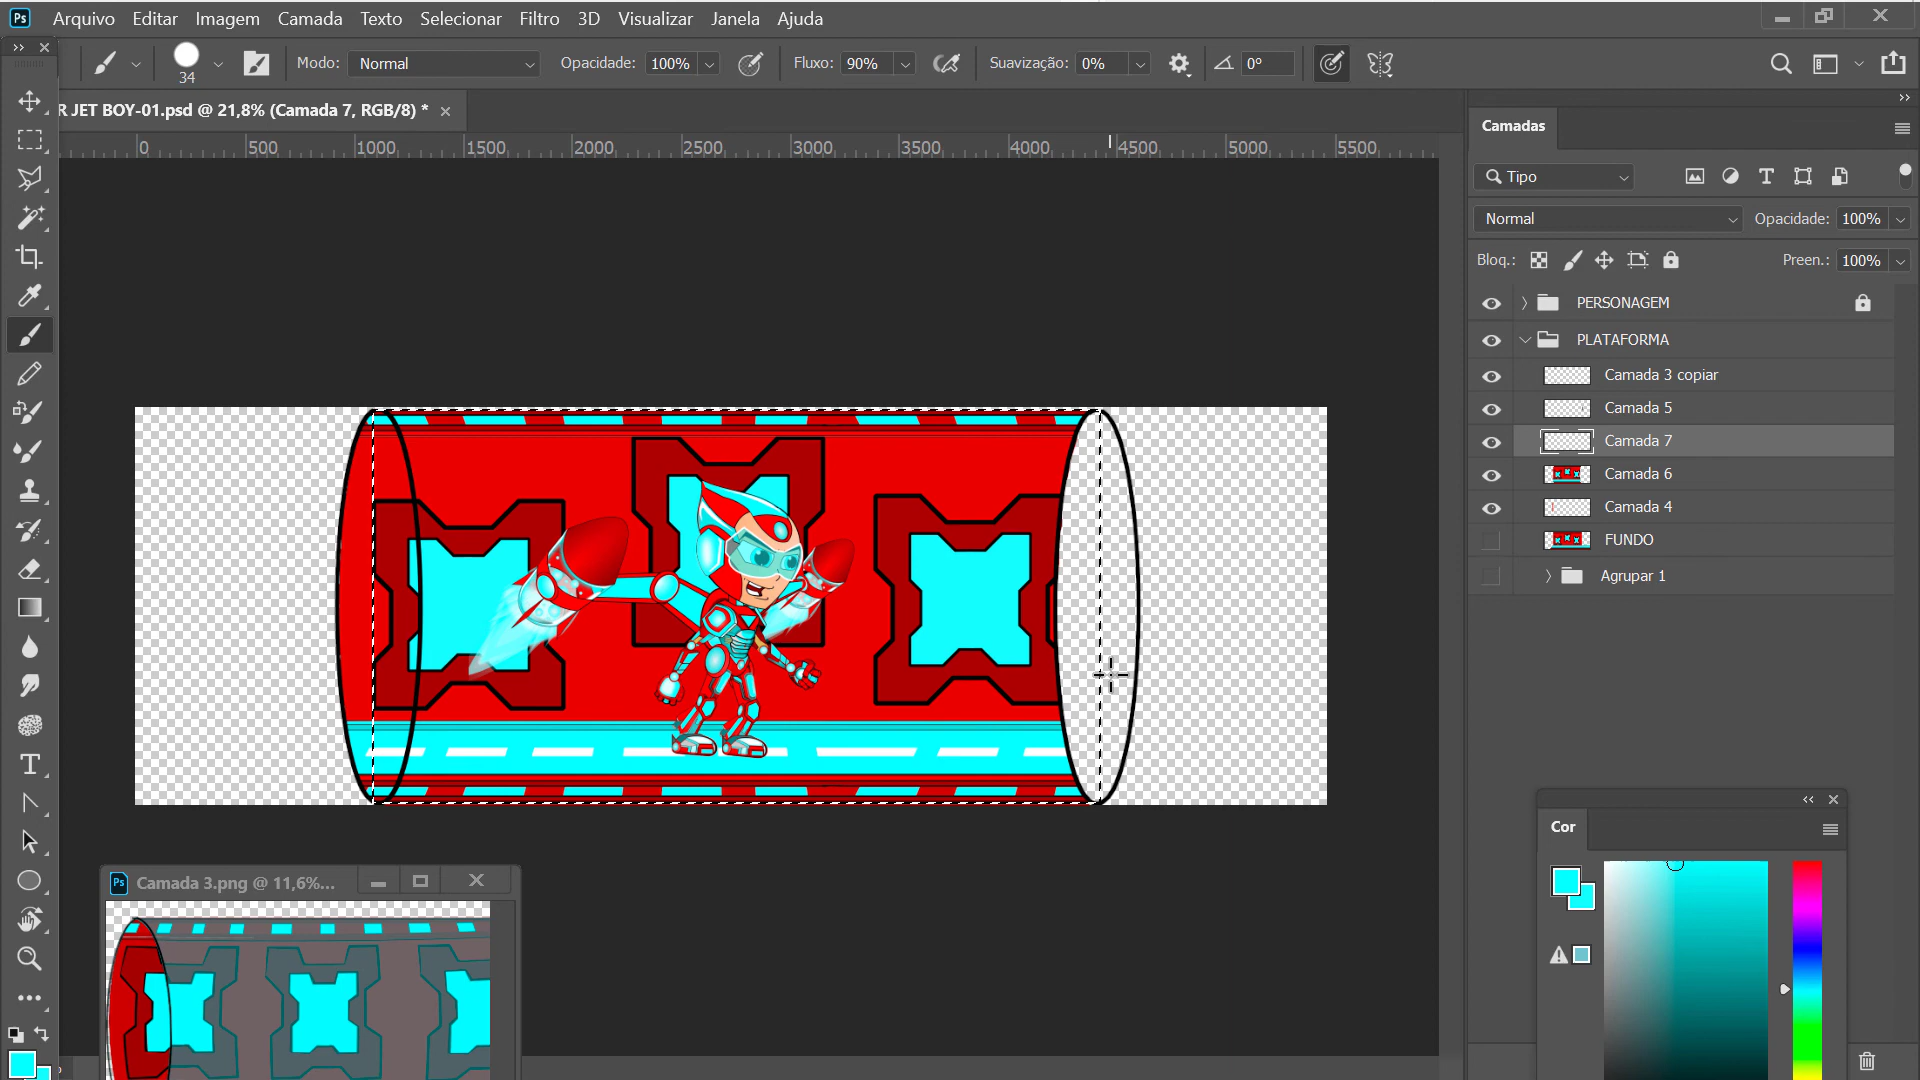 Ps Arquivo Editar Imagem Camada Texto Selecionar Filtro 3D Visualizar Janela Ajuda
34 Modo: Normal Opacidade: 100% Fluxo: 90% Suavização: 0% 0°
R JET BOY-01.psd @ 21,8% (Camada 7, RGB/8) *
0 500 1000 1500 2000 2500 3000 3500 4000 4500 5000 5500
Camadas
Tipo
Normal Opacidade: 100%
Bloq.: Preen.: 100%
PERSONAGEM
PLATAFORMA
Camada 3 copiar
Camada 5
Camada 7
Camada 6
Camada 4
FUNDO
Agrupar 1
Cor
Ps Camada 3.png @ 11,6%...